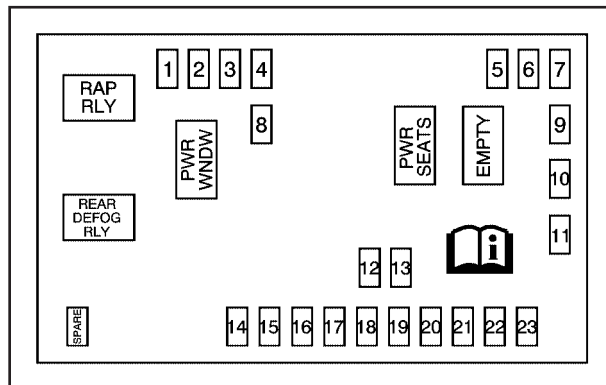 1 2 3 4
5 6 7
RAP
RLY
8
PWR
WNDW
PWR
SEATS
EMPTY
9
10
REAR
DEFOG
RLY
11
i
12 13
SPARE
14 15 16 17 18 19 20 21 22 23